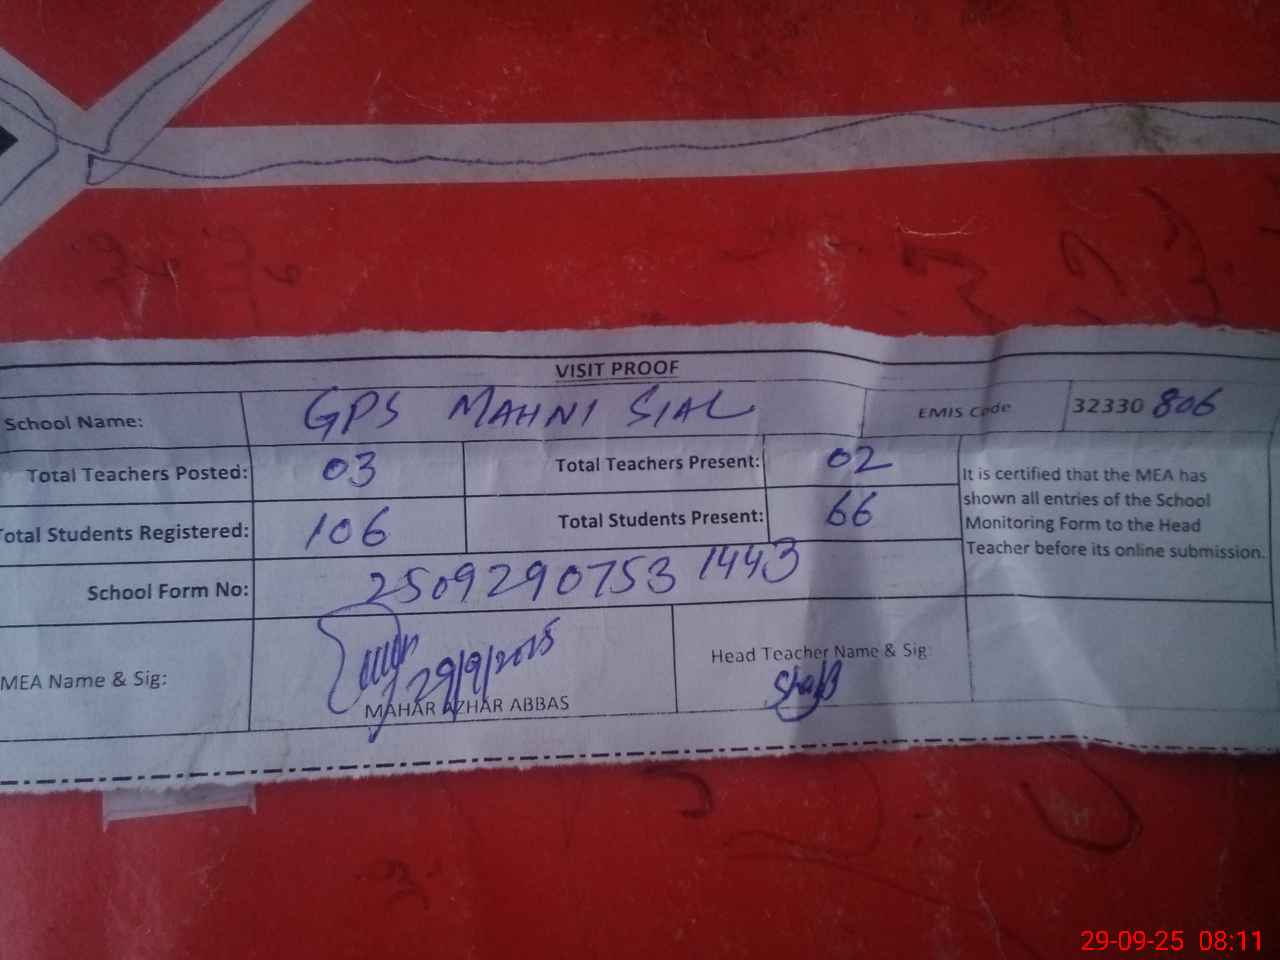 VISIT PROOF
School Name: GPS MAHNI SIAL EMIS Code 32330 806
Total Teachers Posted: 03 Total Teachers Present: 02
Total Students Registered: 106 Total Students Present: 66
It is certified that the MEA has
shown all entries of the School
Monitoring Form to the Head
Teacher before its online submission.
School Form No: 25092907531443
MEA Name & Sig: 29/9/2025
MAHAR AZHAR ABBAS
Head Teacher Name & Sig:
29-09-25 08:11